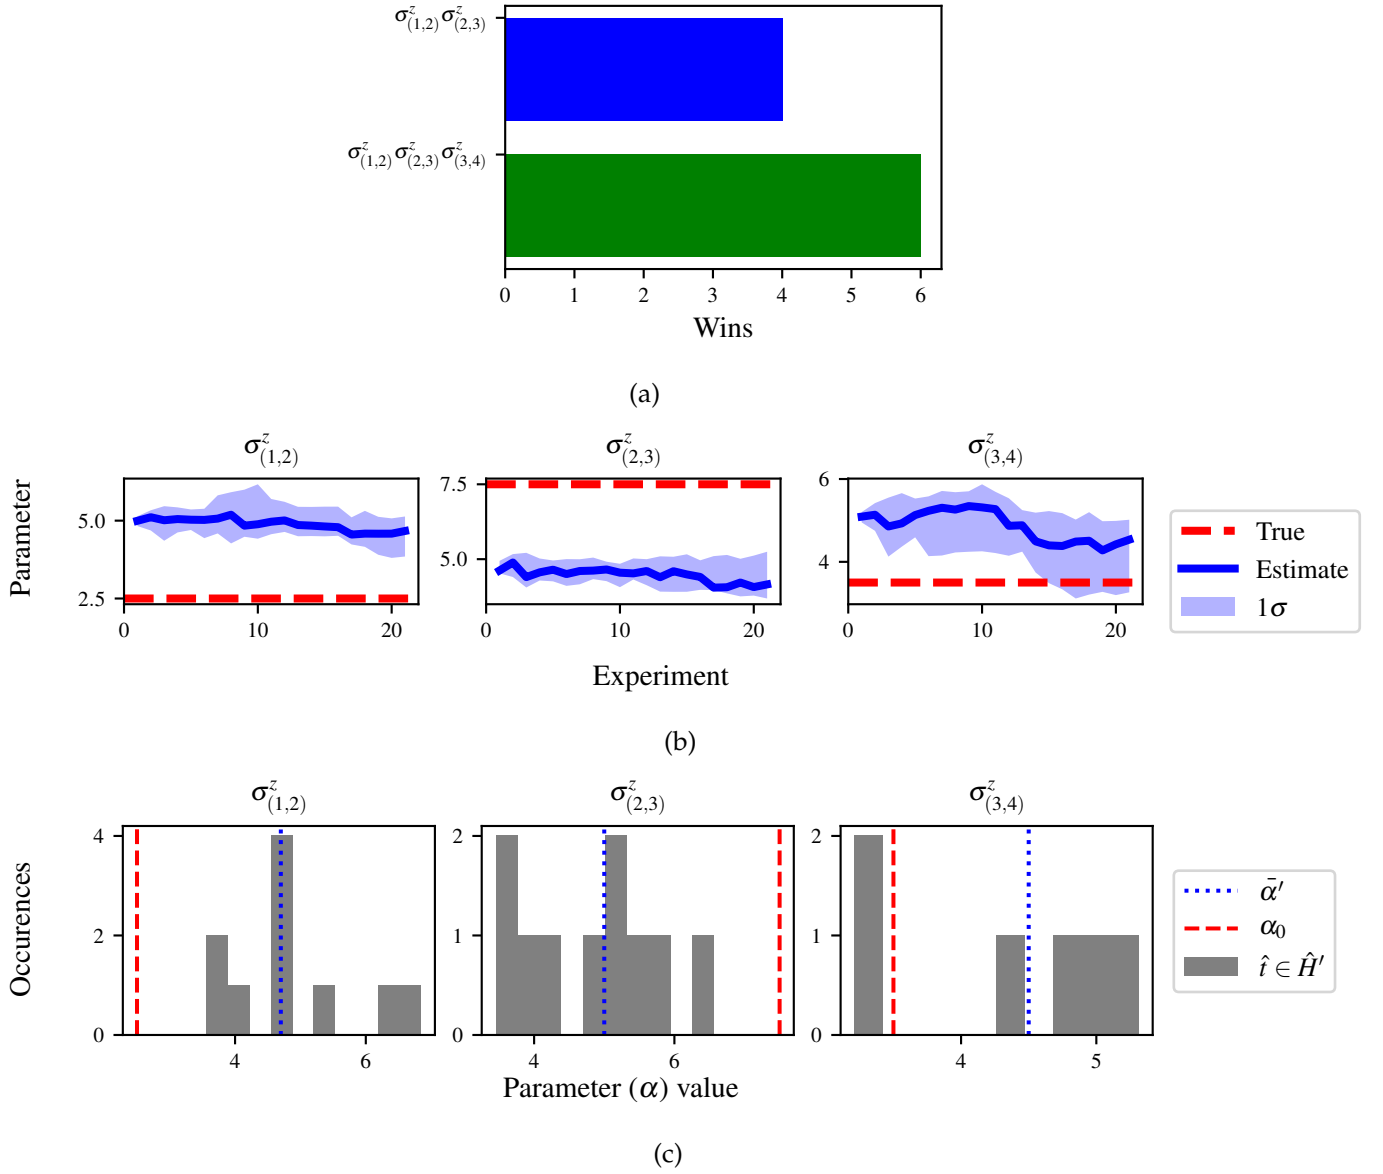 σ^z_(1,2) σ^z_(2,3)
σ^z_(1,2) σ^z_(2,3) σ^z_(3,4)
0 1 2 3 4 5 6
Wins
(a)
σ^z_(1,2) σ^z_(2,3) σ^z_(3,4)
Parameter
5.0
2.5
0 10 20
7.5
5.0
0 10 20
6
4
0 10 20
True
Estimate
1σ
Experiment
(b)
σ^z_(1,2) σ^z_(2,3) σ^z_(3,4)
Occurences
4
2
0
4 6
2
1
0
4 6
2
1
0
4 5
ᾱ′
α₀
t̂ ∈ Ĥ′
Parameter (α) value
(c)